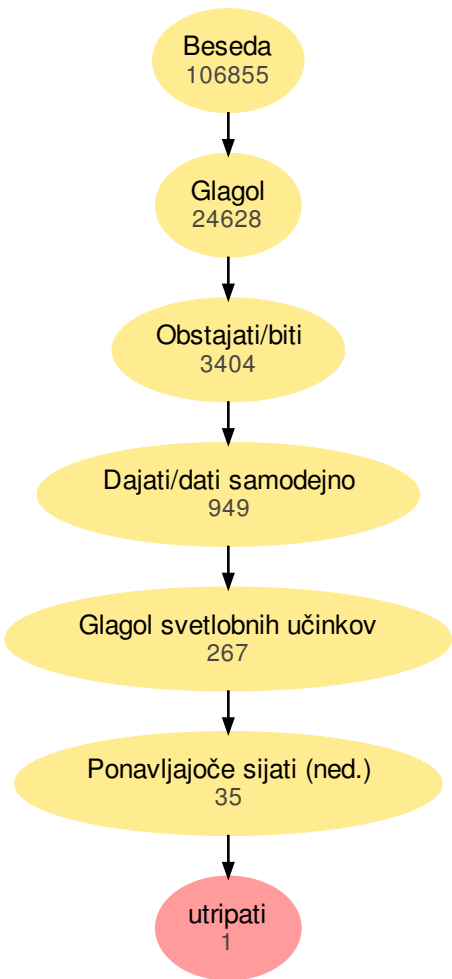 Beseda
106855
Glagol
24628
Obstajati/biti
3404
Dajati/dati samodejno
949
Glagol svetlobnih učinkov
267
Ponavljajoče sijati (ned.)
35
utripati
1